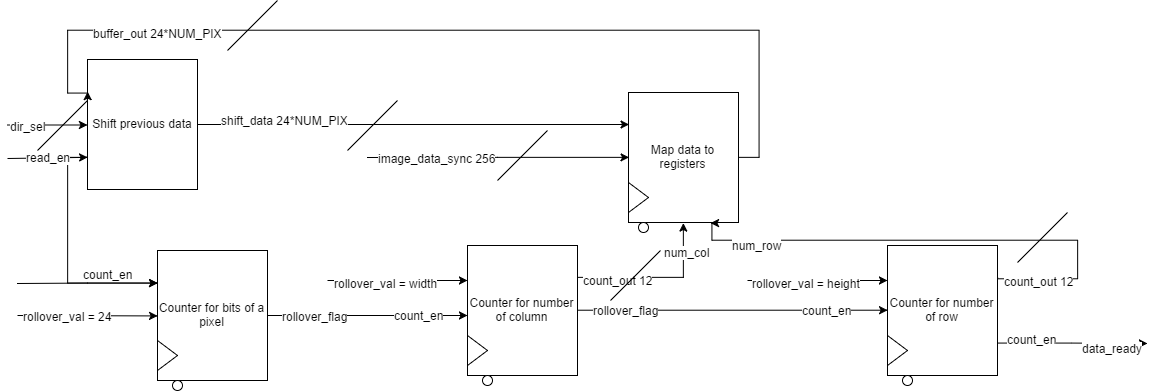 buffer_out 24*NUM_PIX
dir_sel
Shift previous data
shift_data 24*NUM_PIX
read_en
image_data_sync 256
Map data to
registers
num_row
num_col
count_en
rollover_val = width
count_out 12
rollover_val = height
count_out 12
Counter for bits of a
pixel
Counter for number
of column
Counter for number
of row
rollover_val = 24
rollover_flag
count_en
rollover_flag
count_en
count_en
data_ready